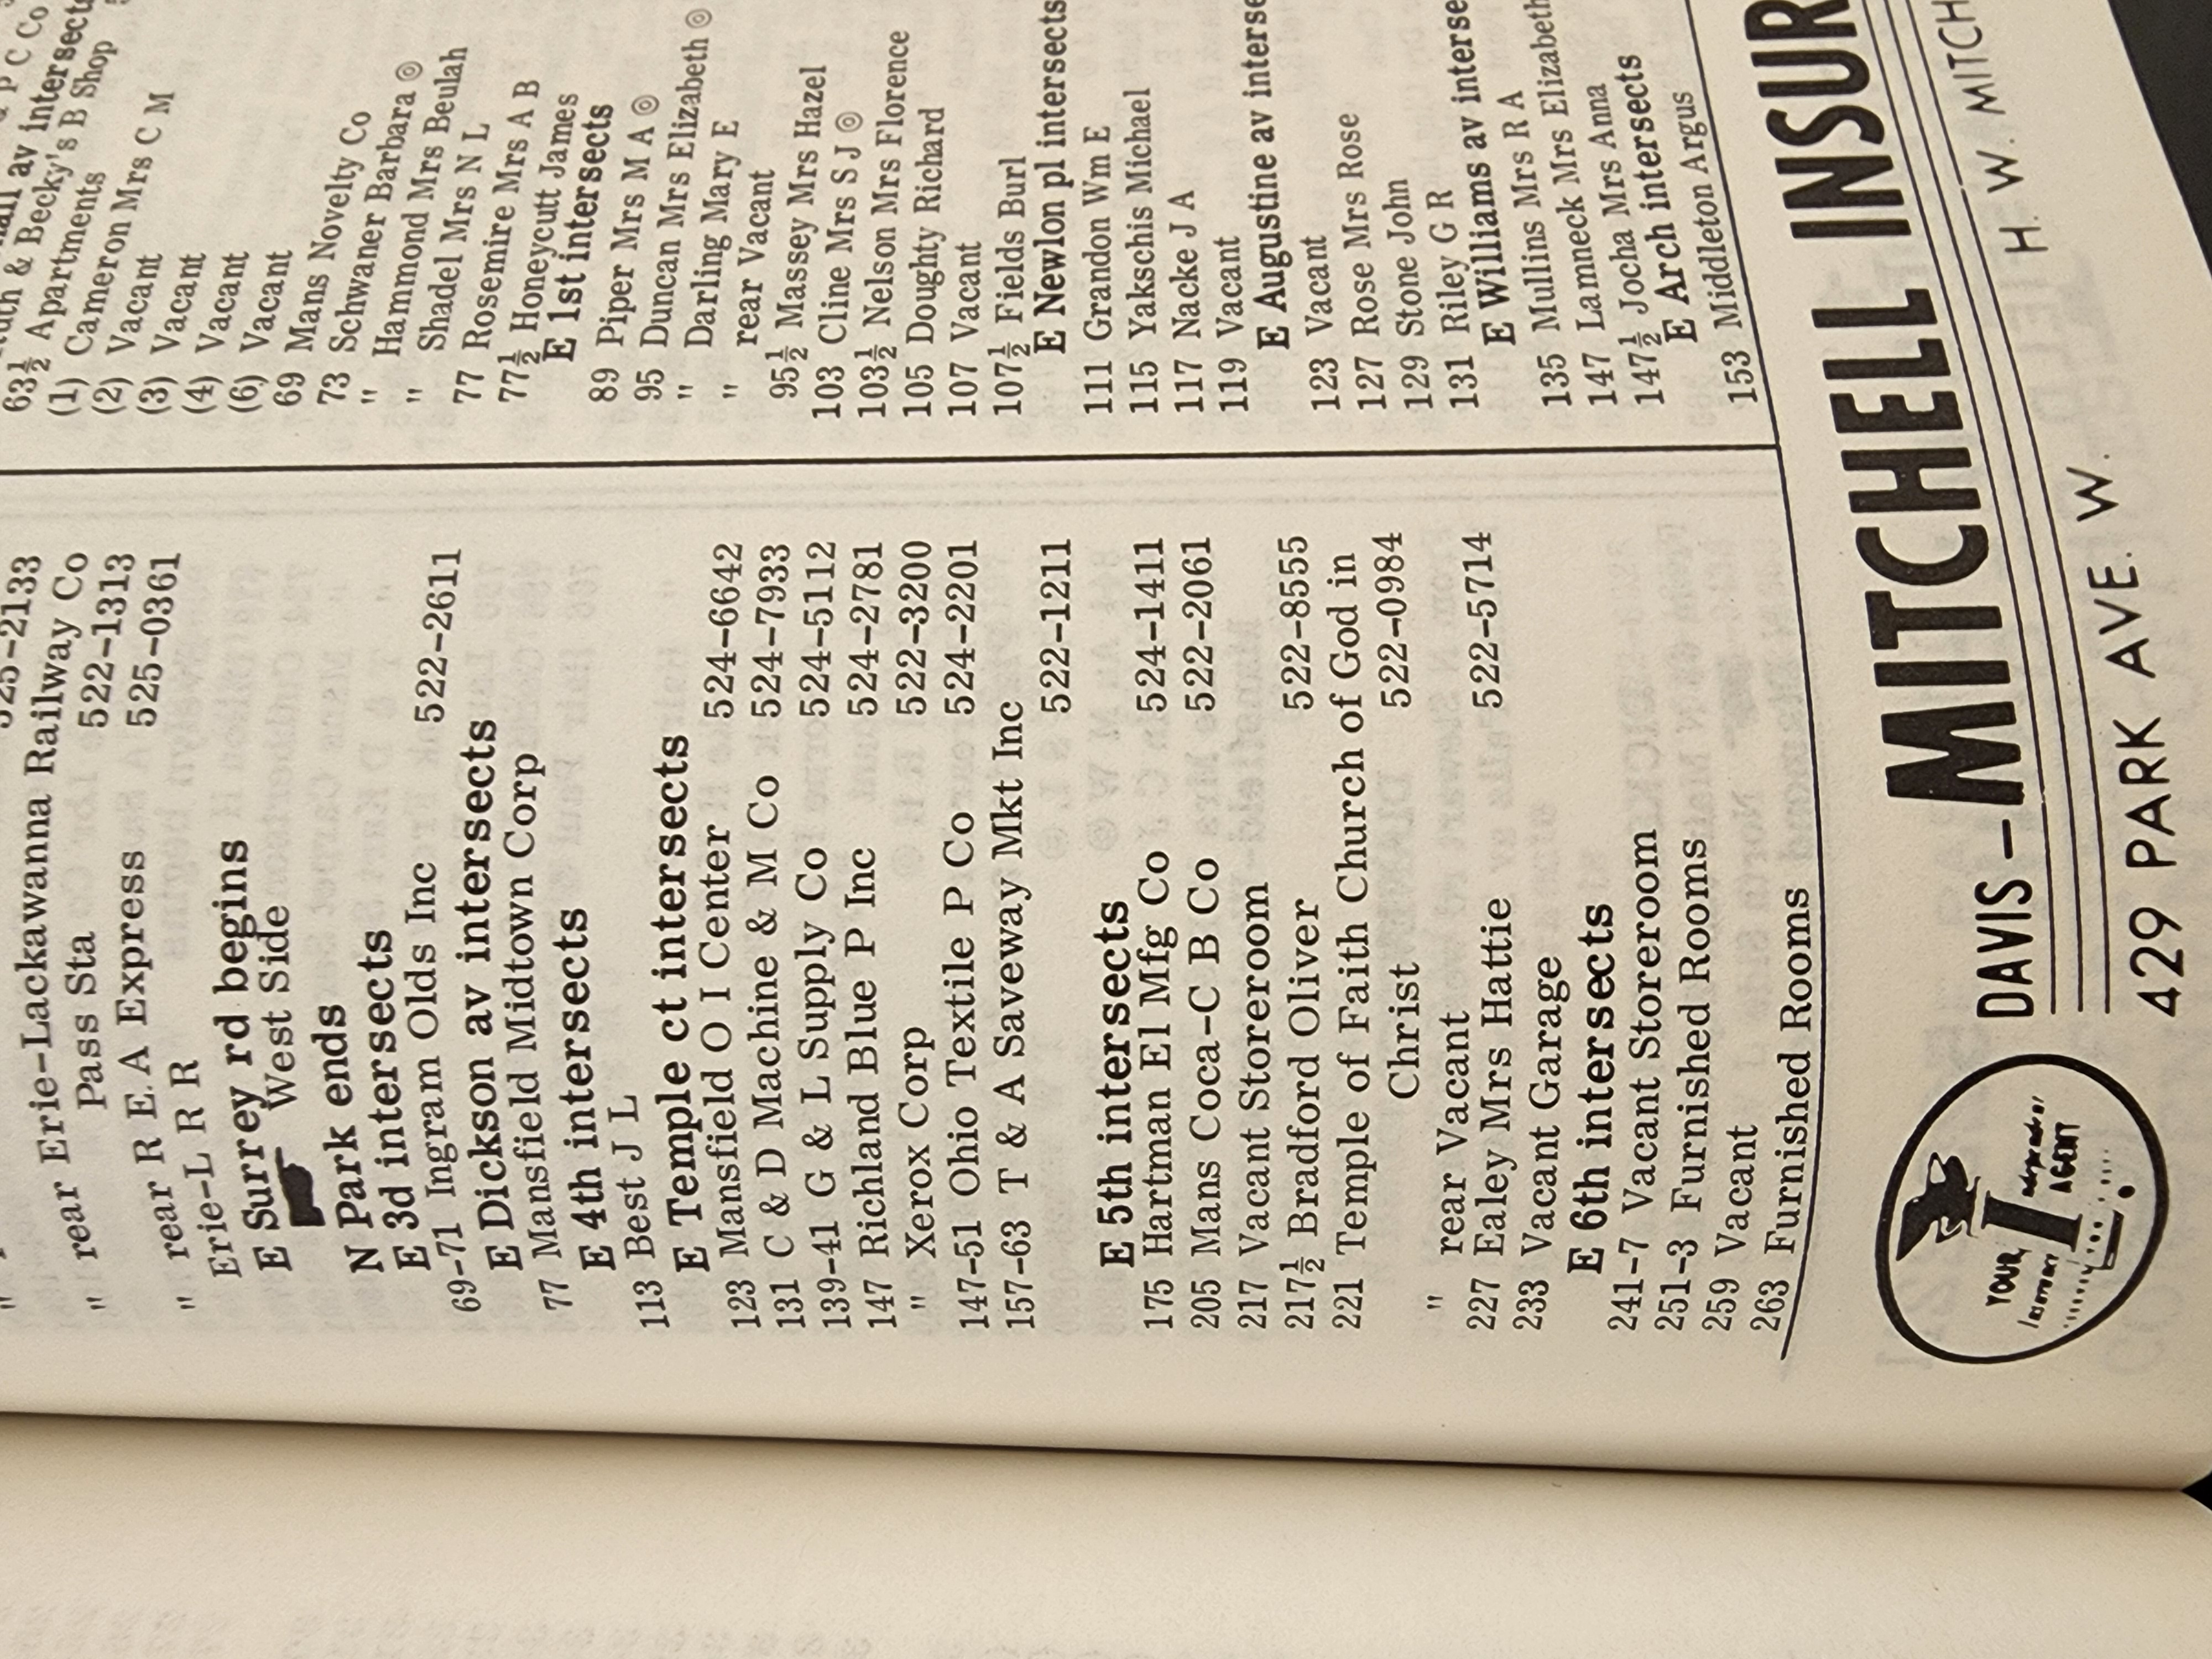 525-2133
" rear Erie-Lackawanna Railway Co
Pass Sta 522-1313
" rear R E A Express 525-0361
Erie-L R R
E Surrey rd begins
West Side
N Park ends
E 3d intersects
69-71 Ingram Olds Inc 522-2611
E Dickson av intersects
77 Mansfield Midtown Corp
E 4th intersects
113 Best J L
E Temple ct intersects
123 Mansfield O I Center 524-6642
131 C & D Machine & M Co 524-7933
139-41 G & L Supply Co 524-5112
147 Richland Blue P Inc 524-2781
" Xerox Corp 522-3200
147-51 Ohio Textile P Co 524-2201
157-63 T & A Saveway Mkt Inc
522-1211
E 5th intersects
175 Hartman El Mfg Co 524-1411
205 Mans Coca-C B Co 522-2061
217 Vacant Storeroom
217½ Bradford Oliver 522-8555
221 Temple of Faith Church of God in
Christ 522-0984
" rear Vacant
227 Ealey Mrs Hattie 522-5714
233 Vacant Garage
E 6th intersects
241-7 Vacant Storeroom
251-3 Furnished Rooms
259 Vacant
263 Furnished Rooms
P C Co
av intersects
& Becky's B Shop
63½ Apartments
(1) Cameron Mrs C M
(2) Vacant
(3) Vacant
(4) Vacant
(6) Vacant
69 Mans Novelty Co
73 Schwaner Barbara ◎
" Hammond Mrs Beulah
" Shadel Mrs N L
77 Rosemire Mrs A B
77½ Honeycutt James
E 1st intersects
89 Piper Mrs M A ◎
95 Duncan Mrs Elizabeth ◎
" Darling Mary E
" rear Vacant
95½ Massey Mrs Hazel
103 Cline Mrs S J ◎
103½ Nelson Mrs Florence
105 Doughty Richard
107 Vacant
107½ Fields Burl
E Newlon pl intersects
111 Grandon Wm E
115 Yakschis Michael
117 Nacke J A
119 Vacant
E Augustine av interse
123 Vacant
127 Rose Mrs Rose
129 Stone John
131 Riley G R
E Williams av interse
135 Mullins Mrs R A
147 Lamneck Mrs Elizabeth
147½ Jocha Mrs Anna
E Arch intersects
153 Middleton Argus
YOUR
Independent
Insurance
AGENT
DAVIS-MITCHELL INSUR
H. W. MITCH
429 PARK AVE. W.